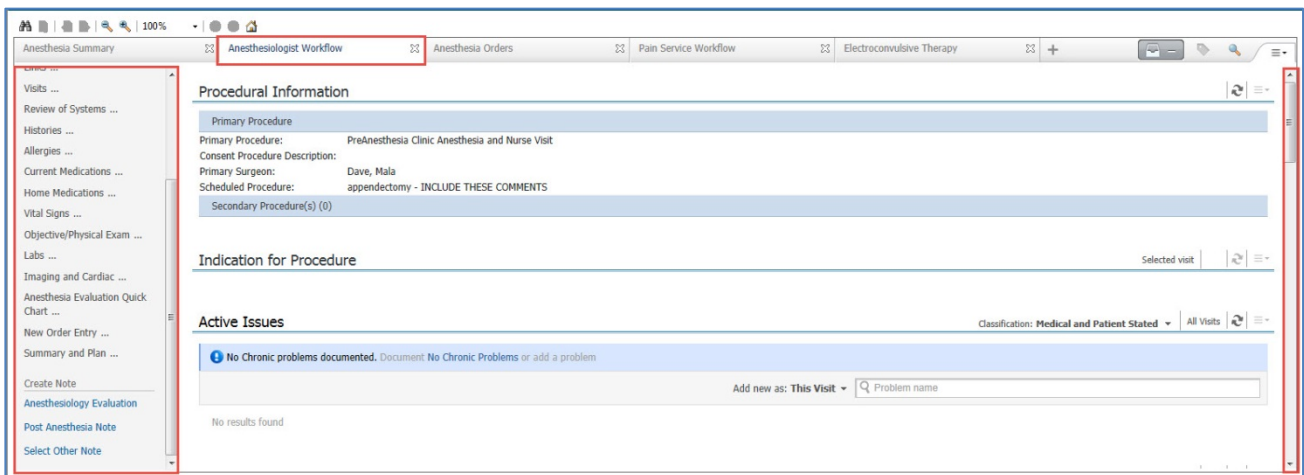 100%
Anesthesia Summary
Anesthesiologist Workflow
Anesthesia Orders
Pain Service Workflow
Electroconvulsive Therapy
Visits ...
Review of Systems ...
Histories ...
Allergies ...
Current Medications ...
Home Medications ...
Vital Signs ...
Objective/Physical Exam ...
Labs ...
Imaging and Cardiac ...
Anesthesia Evaluation Quick
Chart ...
New Order Entry ...
Summary and Plan ...
Create Note
Anesthesiology Evaluation
Post Anesthesia Note
Select Other Note
Procedural Information
Primary Procedure
Primary Procedure: PreAnesthesia Clinic Anesthesia and Nurse Visit
Consent Procedure Description:
Primary Surgeon: Dave, Mala
Scheduled Procedure: appendectomy - INCLUDE THESE COMMENTS
Secondary Procedure(s) (0)
Indication for Procedure
Selected visit
Active Issues
Classification: Medical and Patient Stated
All Visits
No Chronic problems documented. Document No Chronic Problems or add a problem
Add new as: This Visit
Problem name
No results found